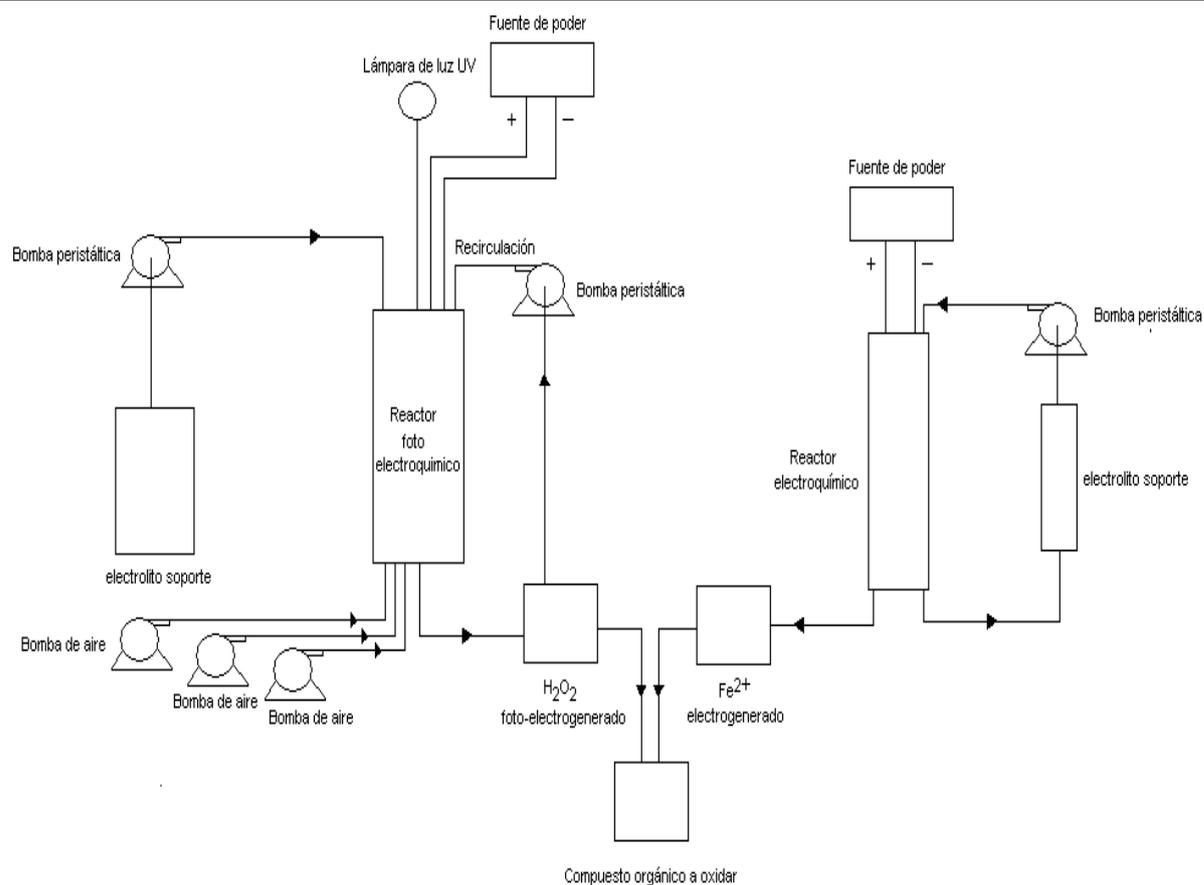 Fuente de poder
Lámpara de luz UV
+ −
Fuente de poder
Bomba peristáltica
Recirculación
+ −
Bomba peristáltica
Bomba peristáltica
Reactor
foto
electroquimico
Reactor
electroquímico
electrolito soporte
electrolito soporte
Bomba de aire
Bomba de aire
Bomba de aire
H2O2
foto-electrogenerado
Fe2+
electrogenerado
Compuesto orgánico a oxidar